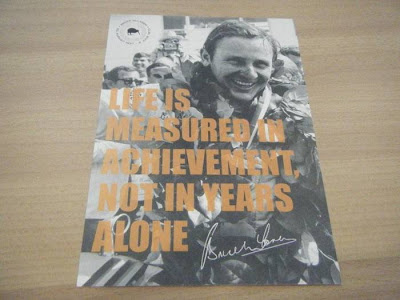 LIFE IS
MEASURED IN
ACHIEVEMENT,
NOT IN YEARS
ALONE